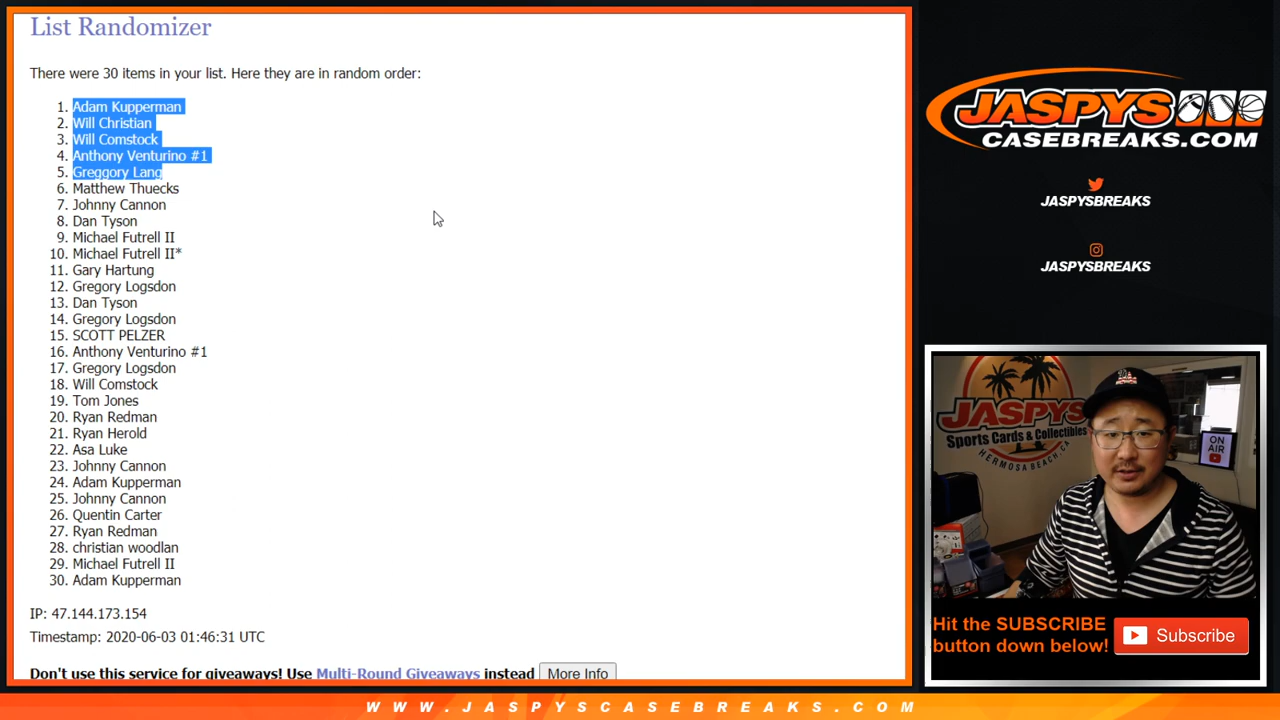 List Randomizer
There were 30 items in your list. Here they are in random order:
1. Adam Kupperman
2. Will Christian
3. Will Comstock
4. Anthony Venturino #1
5. Greggory Lang
6. Matthew Thuecks
7. Johnny Cannon
8. Dan Tyson
9. Michael Futrell II
10. Michael Futrell II*
11. Gary Hartung
12. Gregory Logsdon
13. Dan Tyson
14. Gregory Logsdon
15. SCOTT PELZER
16. Anthony Venturino #1
17. Gregory Logsdon
18. Will Comstock
19. Tom Jones
20. Ryan Redman
21. Ryan Herold
22. Asa Luke
23. Johnny Cannon
24. Adam Kupperman
25. Johnny Cannon
26. Quentin Carter
27. Ryan Redman
28. christian woodlan
29. Michael Futrell II
30. Adam Kupperman
IP: 47.144.173.154
Timestamp: 2020-06-03 01:46:31 UTC
Don't use this service for giveaways! Use Multi-Round Giveaways instead More Info
JASPYS
CASEBREAKS.COM
JASPYSBREAKS
JASPYSBREAKS
JASPYS
Sports Cards & Collectibles
HERMOSA BEACH, CA
ON
AIR
Hit the SUBSCRIBE
button down below!
Subscribe
WWW.JASPYSCASEBREAKS.COM